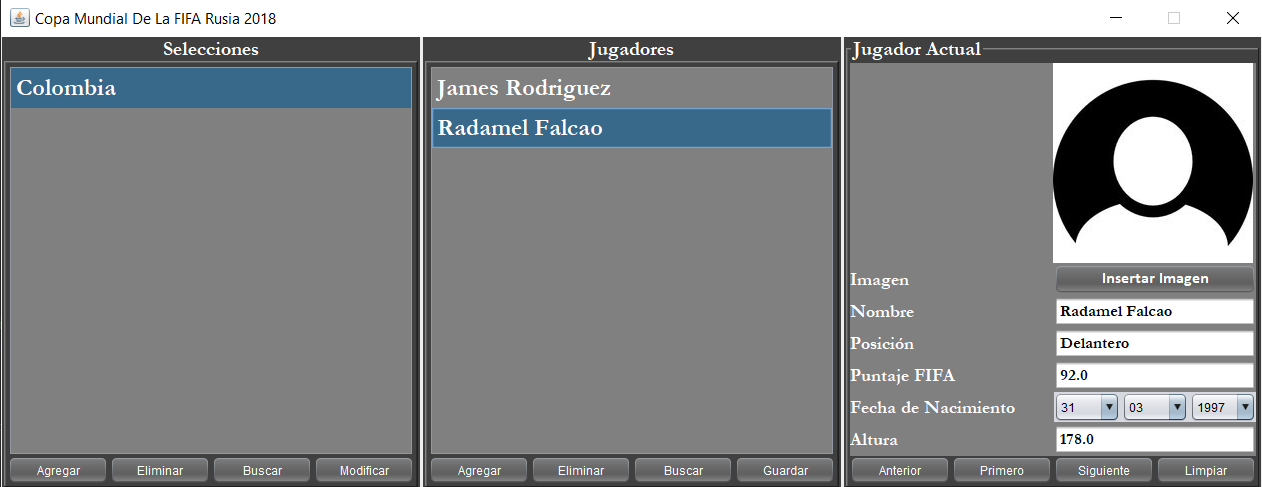 Copa Mundial De La FIFA Rusia 2018
Selecciones
Colombia
Agregar Eliminar Buscar Modificar
Jugadores
James Rodriguez
Radamel Falcao
Agregar Eliminar Buscar Guardar
Jugador Actual
Imagen Insertar Imagen
Nombre Radamel Falcao
Posición Delantero
Puntaje FIFA 92.0
Fecha de Nacimiento 31 03 1997
Altura 178.0
Anterior Primero Siguiente Limpiar